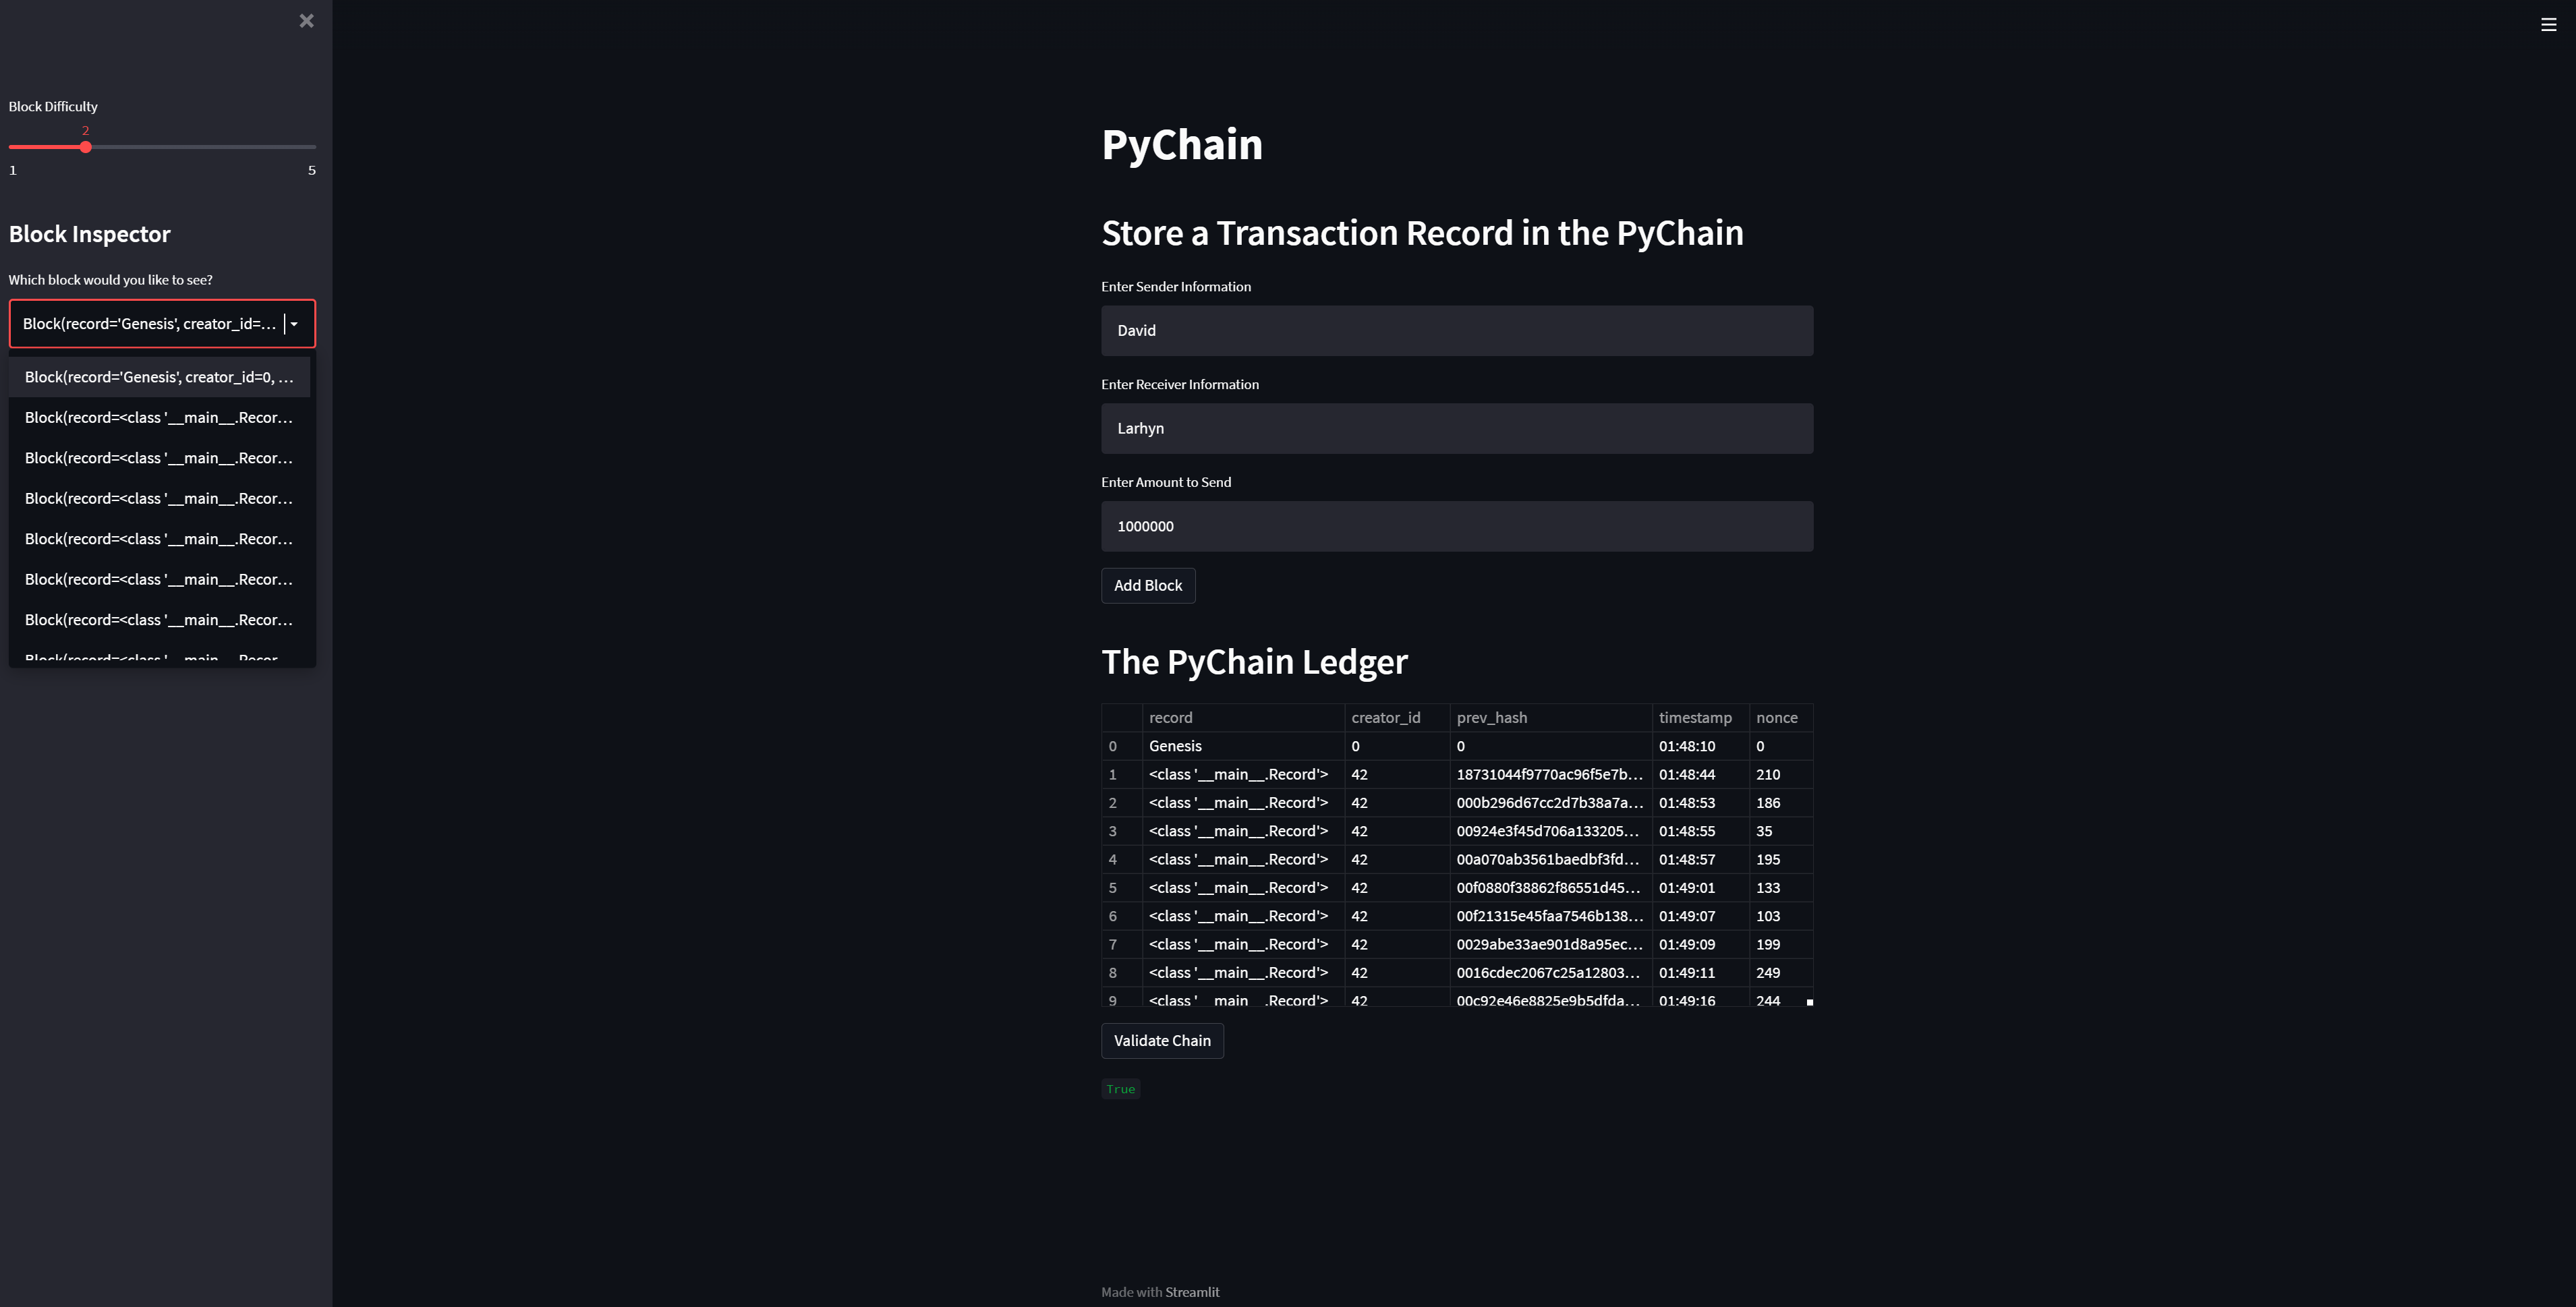 Block Difficulty
2
1 5
Block Inspector
Which block would you like to see?
Block(record='Genesis', creator_id=...
Block(record='Genesis', creator_id=0, ...
Block(record=<class '__main__.Recor...
Block(record=<class '__main__.Recor...
Block(record=<class '__main__.Recor...
Block(record=<class '__main__.Recor...
Block(record=<class '__main__.Recor...
Block(record=<class '__main__.Recor...
Block(record=<class '__main__.Recor...
PyChain
Store a Transaction Record in the PyChain
Enter Sender Information
David
Enter Receiver Information
Larhyn
Enter Amount to Send
1000000
Add Block
The PyChain Ledger
record creator_id prev_hash timestamp nonce
0 Genesis 0 0 01:48:10 0
1 <class '__main__.Record'> 42 18731044f9770ac96f5e7b... 01:48:44 210
2 <class '__main__.Record'> 42 000b296d67cc2d7b38a7a... 01:48:53 186
3 <class '__main__.Record'> 42 00924e3f45d706a133205... 01:48:55 35
4 <class '__main__.Record'> 42 00a070ab3561baedbf3fd... 01:48:57 195
5 <class '__main__.Record'> 42 00f0880f38862f86551d45... 01:49:01 133
6 <class '__main__.Record'> 42 00f21315e45faa7546b138... 01:49:07 103
7 <class '__main__.Record'> 42 0029abe33ae901d8a95ec... 01:49:09 199
8 <class '__main__.Record'> 42 0016cdec2067c25a12803... 01:49:11 249
9 <class '__main__.Record'> 42 00c92e46e8825e9b5dfda... 01:49:16 244
Validate Chain
True
Made with Streamlit